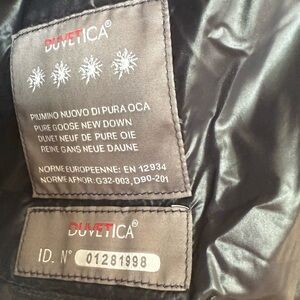 DUVETICA®
PIUMINO NUOVO DI PURA OCA
PURE GOOSE NEW DOWN
DUVET NEUF DE PURE OIE
REINE GANS NEUE DAUNE
NORME EUROPEENNE: EN 12934
NORME AFNOR: G32-003, D90-201
DUVETICA®
ID. N° 01281998